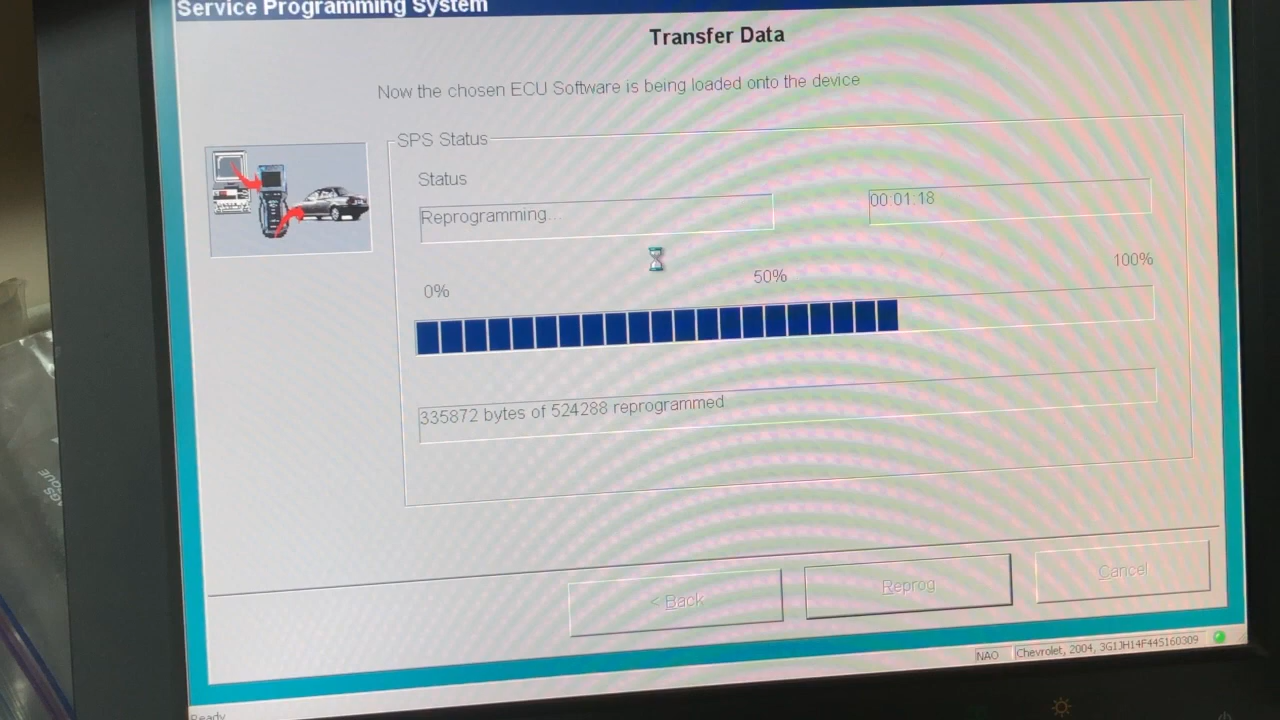 Service Programming System
Transfer Data
Now the chosen ECU Software is being loaded onto the device
SPS Status
Status
Reprogramming...
00:01:18
0%
50%
100%
335872 bytes of 524288 reprogrammed
< Back
Reprog
Cancel
NAO
Chevrolet, 2004, 3G1JH14F44S160309
Ready